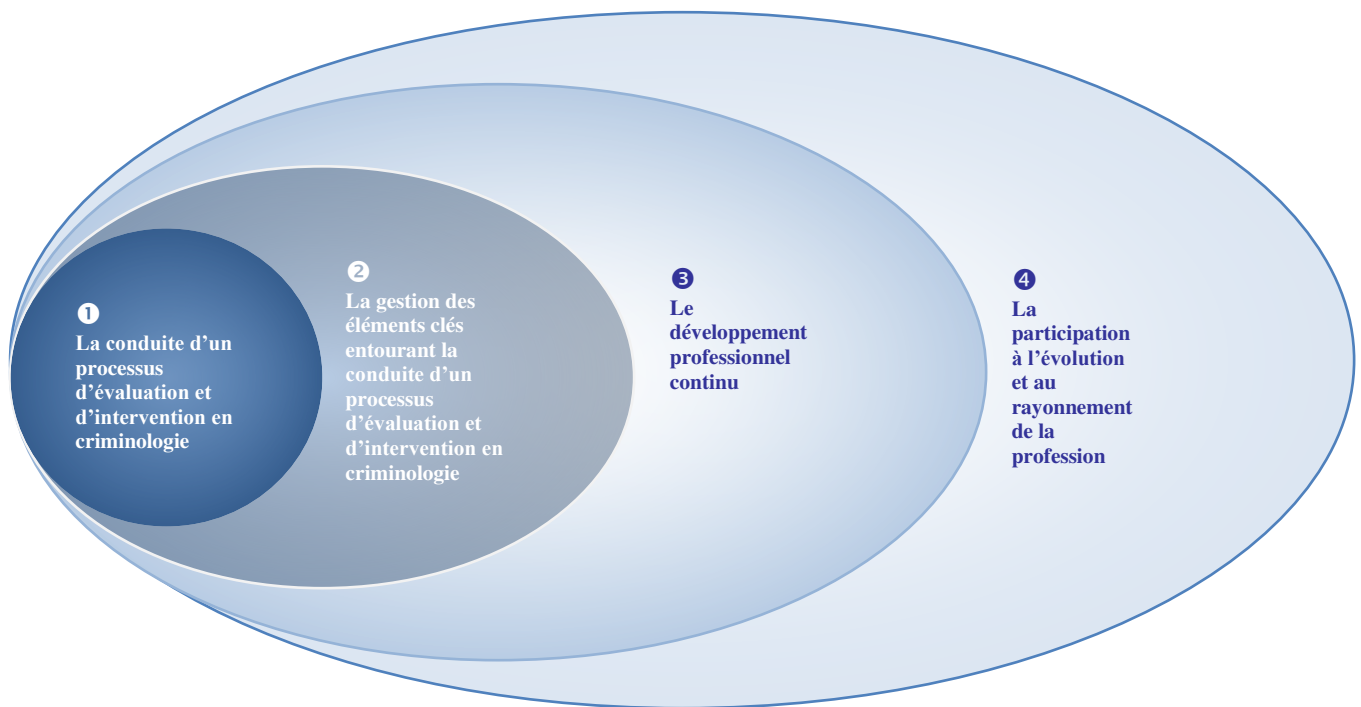 ❶
La conduite d’un
processus
d’évaluation et
d’intervention en
criminologie
❷
La gestion des
éléments clés
entourant la
conduite d’un
processus
d’évaluation et
d’intervention en
criminologie
❸
Le
développement
professionnel
continu
❹
La
participation
à l’évolution
et au
rayonnement
de la
profession